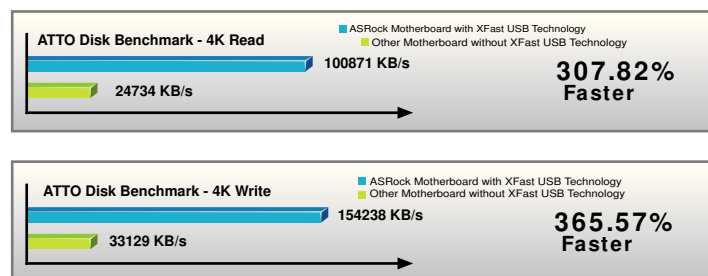 ATTO Disk Benchmark - 4K Read
ASRock Motherboard with XFast USB Technology
Other Motherboard without XFast USB Technology
100871 KB/s
24734 KB/s
307.82%
Faster
ATTO Disk Benchmark - 4K Write
ASRock Motherboard with XFast USB Technology
Other Motherboard without XFast USB Technology
154238 KB/s
33129 KB/s
365.57%
Faster